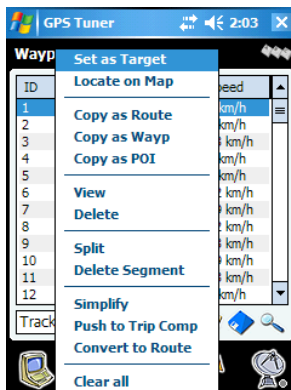 GPS Tuner 2:03
Wayp
Set as Target
Locate on Map
Copy as Route
Copy as Wayp
Copy as POI
View
Delete
Split
Delete Segment
Simplify
Push to Trip Comp
Convert to Route
Clear all
ID peed
1 km/h
2 km/h
3 km/h
4 km/h
5 km/h
6 km/h
7 km/h
8 km/h
9 km/h
10 km/h
11 km/h
12 km/h
Track